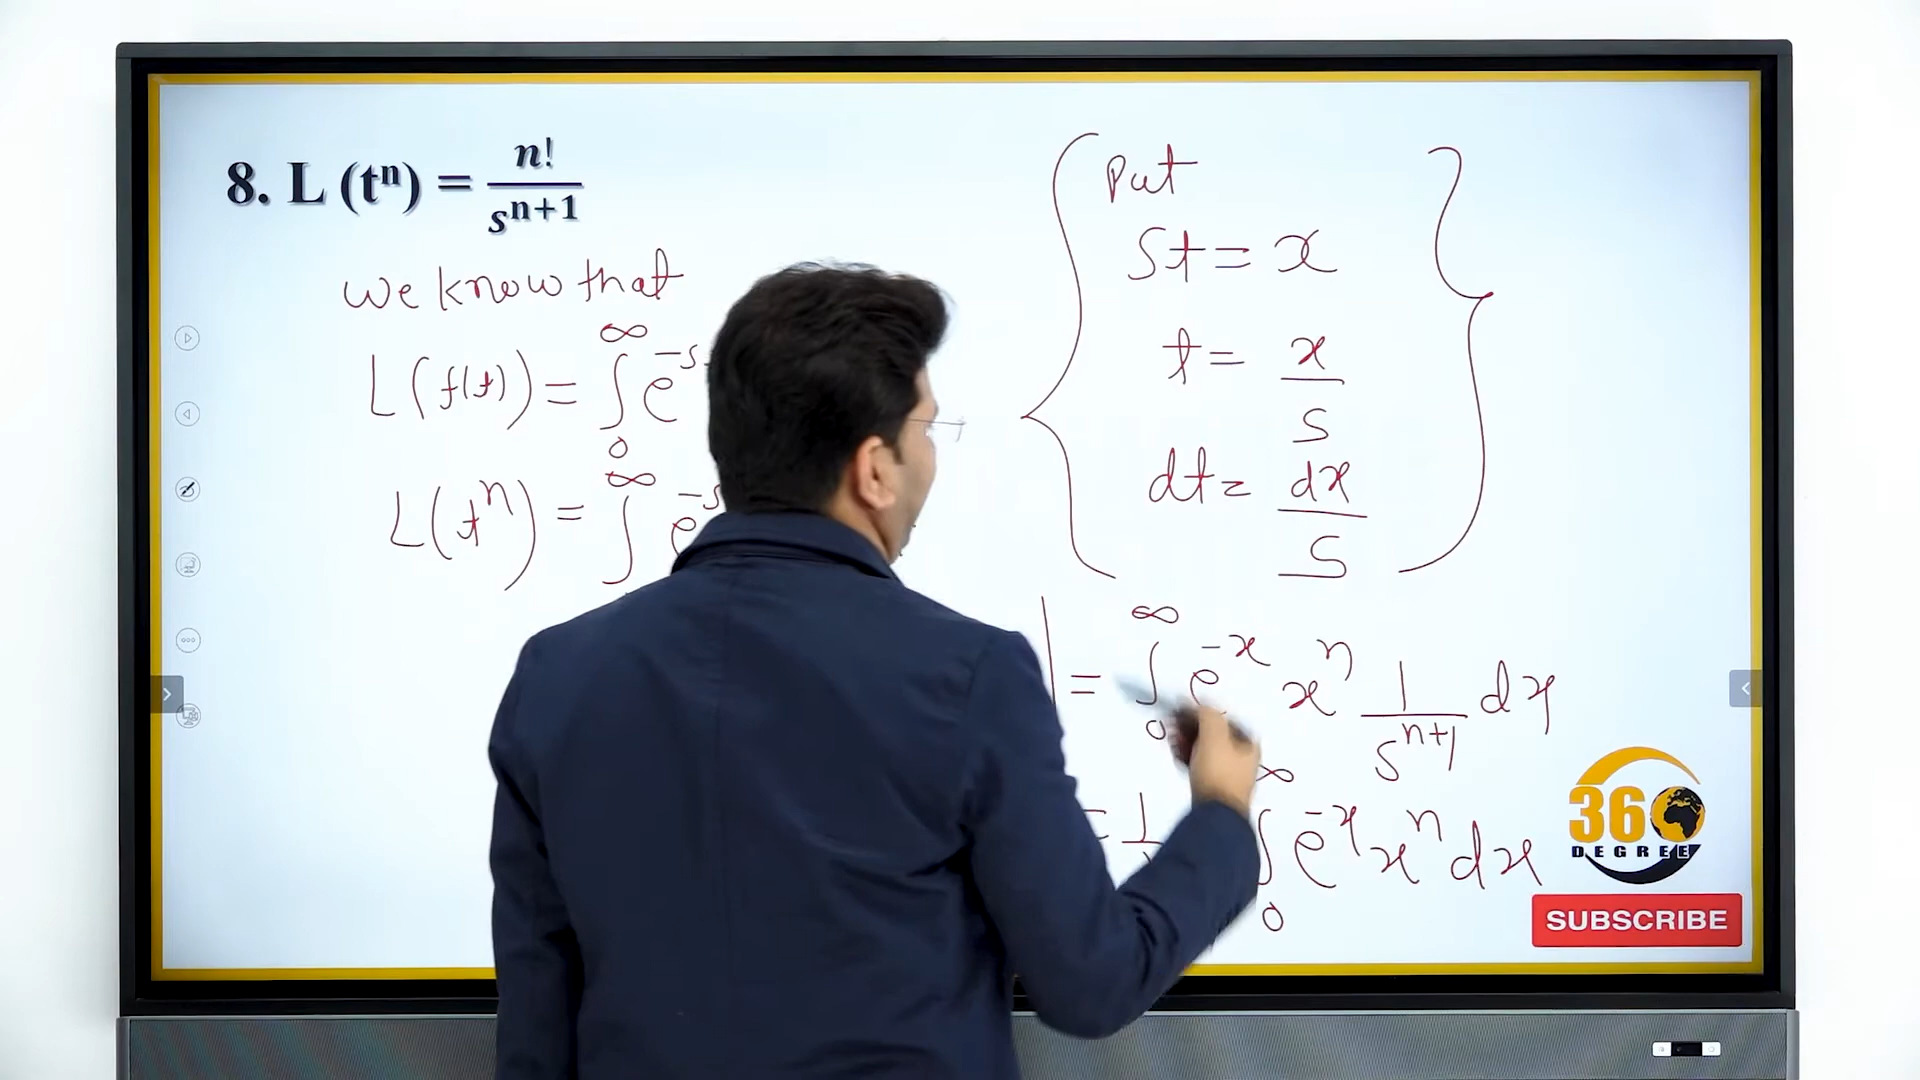 8. L (tⁿ) = n!/sⁿ⁺¹
we know that
L(f(t)) = ∫₀^∞ e^-s
L(tⁿ) = ∫^∞ e^-s
Put
St = x
t = x/s
dt = dx/s
= ∫₀^∞ e^-x xⁿ 1/sⁿ⁺¹ dx
= 1/ ∫₀^∞ e^-x xⁿ dx
360
DEGREE
SUBSCRIBE